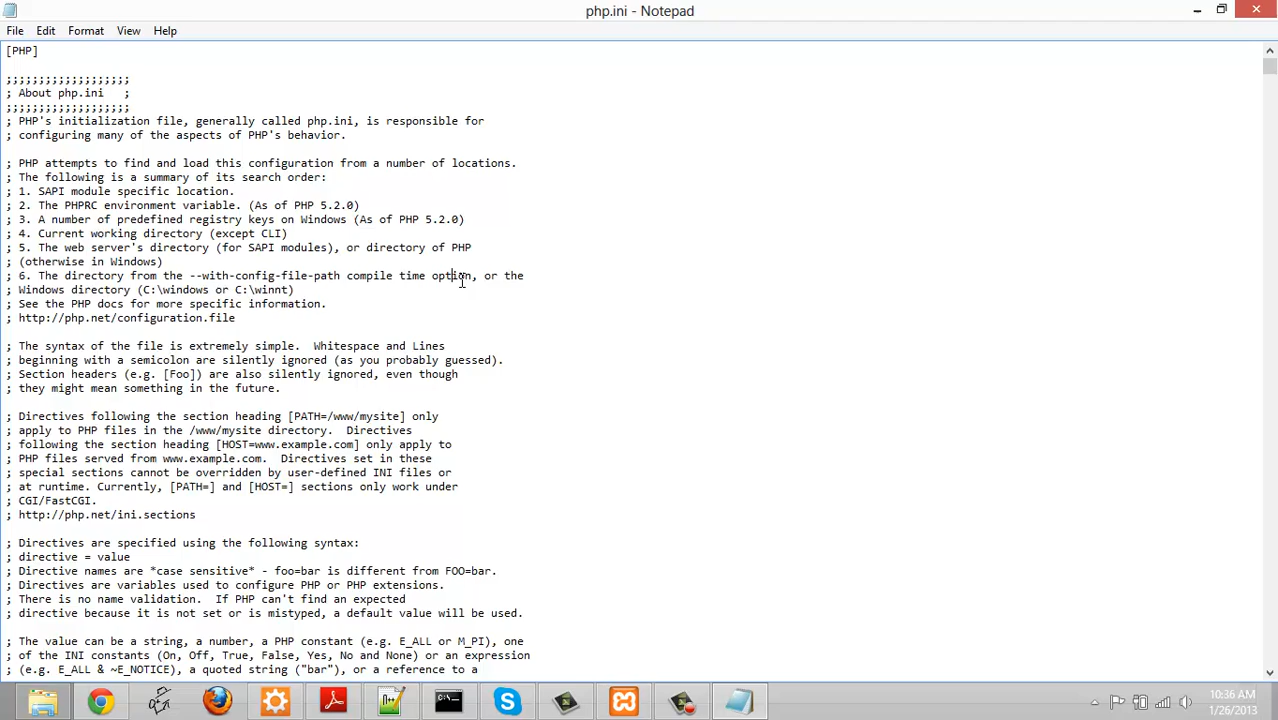 php.ini - Notepad
File Edit Format View Help
[PHP]
;;;;;;;;;;;;;;;;;;;
; About php.ini   ;
;;;;;;;;;;;;;;;;;;;
; PHP's initialization file, generally called php.ini, is responsible for
; configuring many of the aspects of PHP's behavior.
; PHP attempts to find and load this configuration from a number of locations.
; The following is a summary of its search order:
; 1. SAPI module specific location.
; 2. The PHPRC environment variable. (As of PHP 5.2.0)
; 3. A number of predefined registry keys on Windows (As of PHP 5.2.0)
; 4. Current working directory (except CLI)
; 5. The web server's directory (for SAPI modules), or directory of PHP
; (otherwise in Windows)
; 6. The directory from the --with-config-file-path compile time option, or the
; Windows directory (C:\windows or C:\winnt)
; See the PHP docs for more specific information.
; http://php.net/configuration.file
; The syntax of the file is extremely simple.  Whitespace and Lines
; beginning with a semicolon are silently ignored (as you probably guessed).
; Section headers (e.g. [Foo]) are also silently ignored, even though
; they might mean something in the future.
; Directives following the section heading [PATH=/www/mysite] only
; apply to PHP files in the /www/mysite directory.  Directives
; following the section heading [HOST=www.example.com] only apply to
; PHP files served from www.example.com.  Directives set in these
; special sections cannot be overridden by user-defined INI files or
; at runtime. Currently, [PATH=] and [HOST=] sections only work under
; CGI/FastCGI.
; http://php.net/ini.sections
; Directives are specified using the following syntax:
; directive = value
; Directive names are *case sensitive* - foo=bar is different from FOO=bar.
; Directives are variables used to configure PHP or PHP extensions.
; There is no name validation.  If PHP can't find an expected
; directive because it is not set or is mistyped, a default value will be used.
; The value can be a string, a number, a PHP constant (e.g. E_ALL or M_PI), one
; of the INI constants (On, Off, True, False, Yes, No and None) or an expression
; (e.g. E_ALL & ~E_NOTICE), a quoted string ("bar"), or a reference to a
10:36 AM
1/26/2013